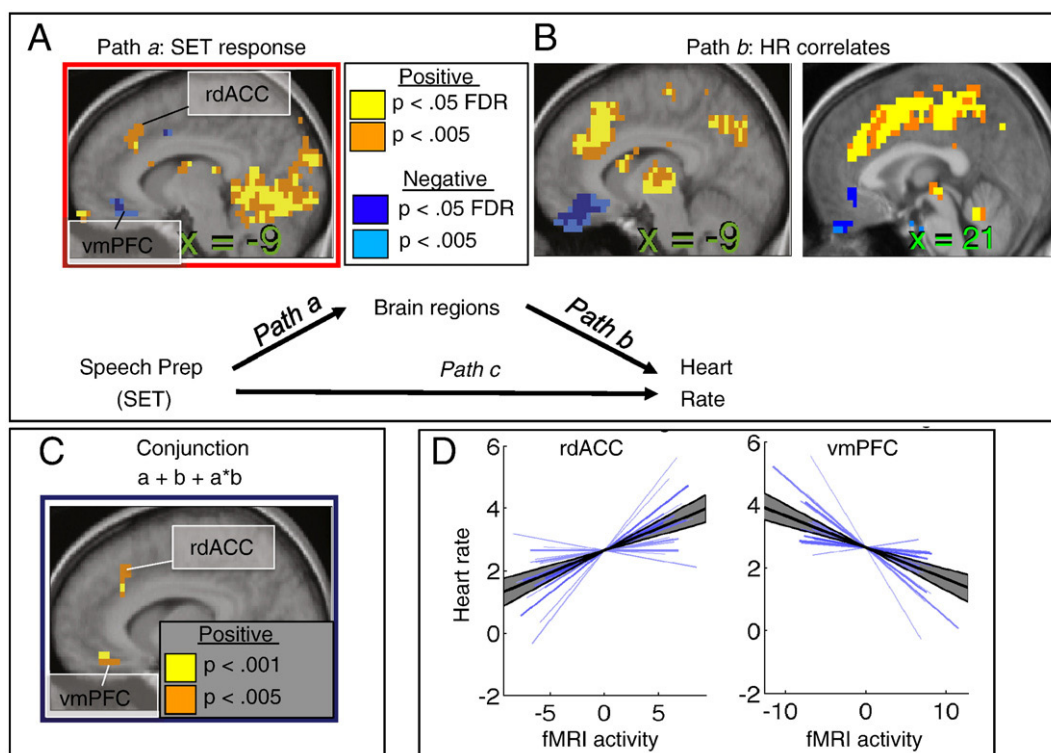 A
Path a: SET response
rdACC
vmPFC
x = -9
Positive
p < .05 FDR
p < .005
Negative
p < .05 FDR
p < .005
B
Path b: HR correlates
x = -9
x = 21
Path a
Brain regions
Path b
Speech Prep
(SET)
Path c
Heart
Rate
C
Conjunction
a + b + a*b
rdACC
vmPFC
Positive
p < .001
p < .005
D
rdACC
Heart rate
6
4
2
0
-2
-5 0 5
fMRI activity
vmPFC
6
4
2
0
-2
-10 0 10
fMRI activity